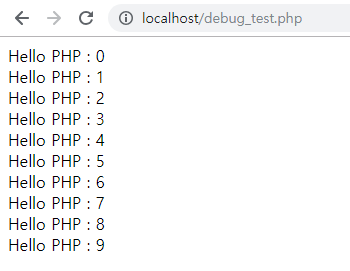 localhost/debug_test.php
Hello PHP : 0
Hello PHP : 1
Hello PHP : 2
Hello PHP : 3
Hello PHP : 4
Hello PHP : 5
Hello PHP : 6
Hello PHP : 7
Hello PHP : 8
Hello PHP : 9